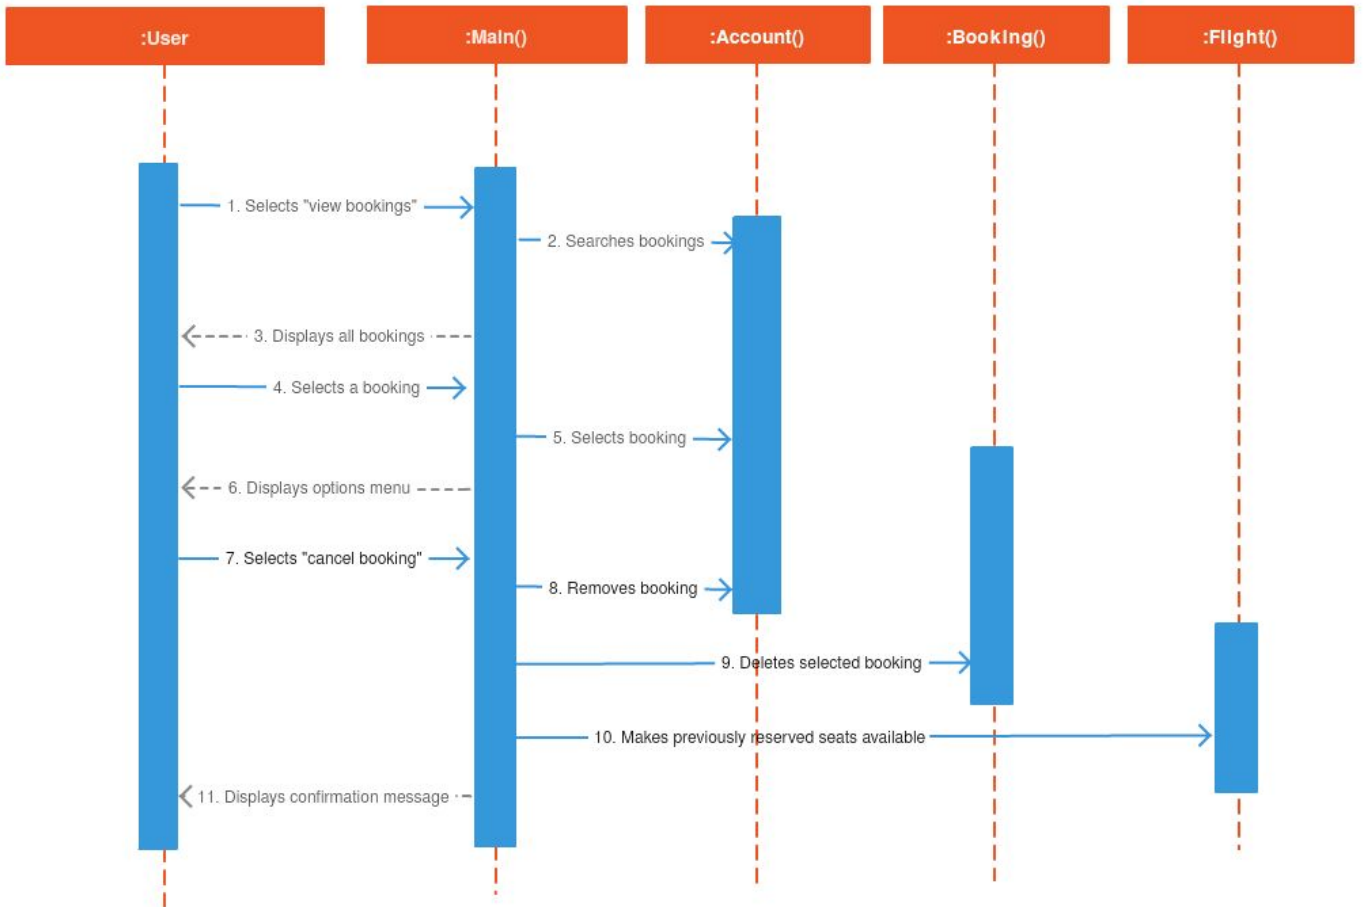 :User
:Main()
:Account()
:Booking()
:Flight()
1. Selects "view bookings"
2. Searches bookings
3. Displays all bookings
4. Selects a booking
5. Selects booking
6. Displays options menu
7. Selects "cancel booking"
8. Removes booking
9. Deletes selected booking
10. Makes previously reserved seats available
11. Displays confirmation message